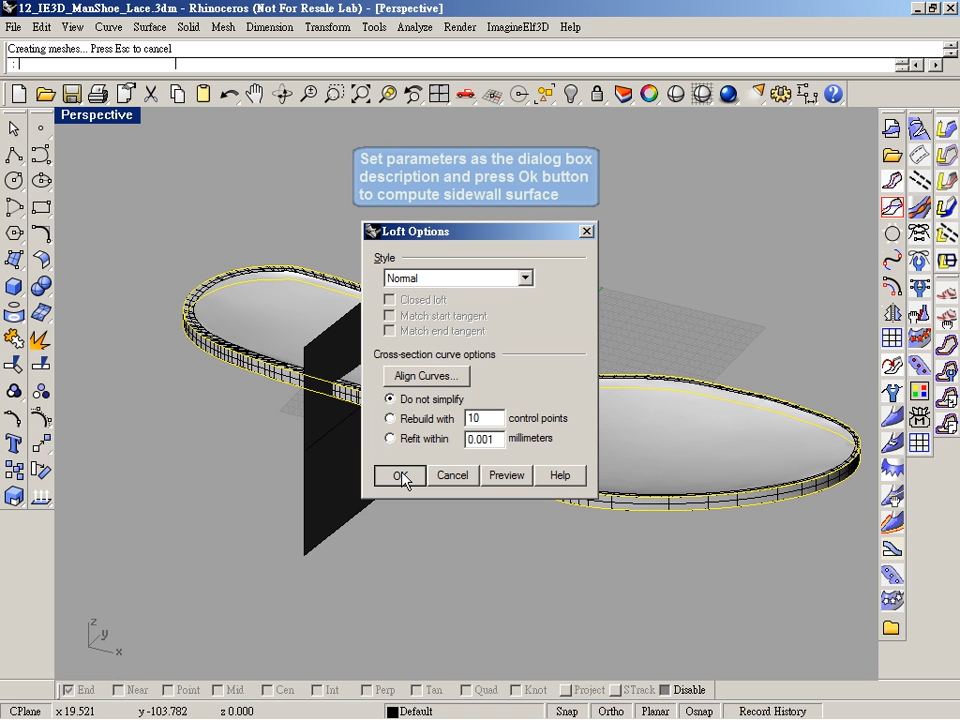 12_IE3D_ManShoe_Lace.3dm - Rhinoceros (Not For Resale Lab) - [Perspective]
File Edit View Curve Surface Solid Mesh Dimension Transform Tools Analyze Render ImagineElf3D Help
Creating meshes... Press Esc to cancel
:
Perspective
Set parameters as the dialog box
description and press Ok button
to compute sidewall surface
Loft Options
Style
Normal
Closed loft
Match start tangent
Match end tangent
Cross-section curve options
Align Curves...
Do not simplify
Rebuild with 10 control points
Refit within 0.001 millimeters
OK Cancel Preview Help
z
y
x
End Near Point Mid Cen Int Perp Tan Quad Knot Project STrack Disable
CPlane x 19.521 y -103.782 z 0.000 Default Snap Ortho Planar Osnap Record History